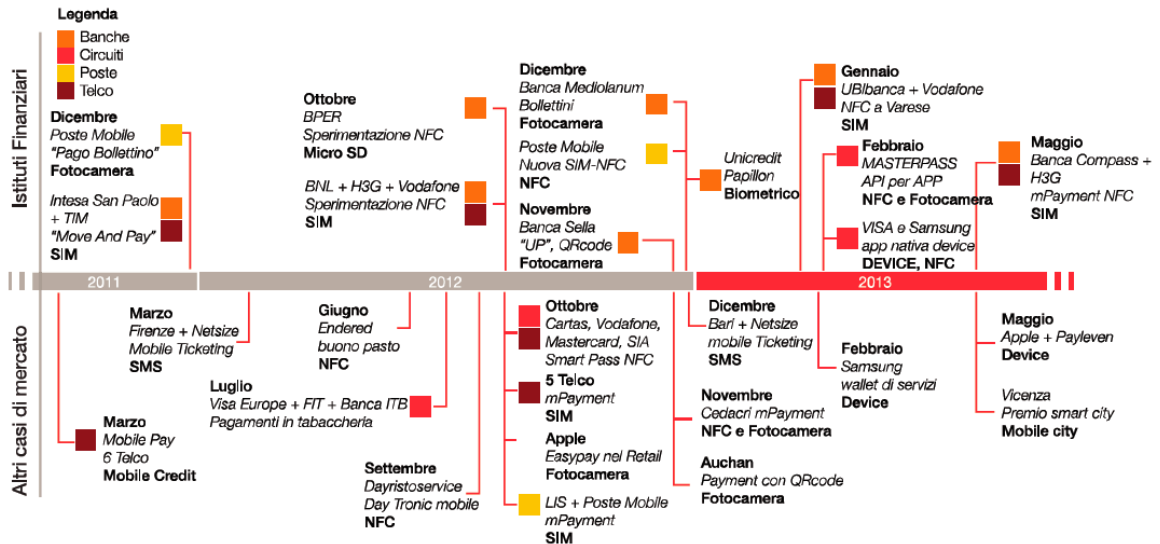 Legenda
Banche
Circuiti
Poste
Telco
Istituti Finanziari
Dicembre
Poste Mobile
"Pago Bollettino"
Fotocamera
Intesa San Paolo
+ TIM
"Move And Pay"
SIM
Ottobre
BPER
Sperimentazione NFC
Micro SD
BNL + H3G + Vodafone
Sperimentazione NFC
SIM
Dicembre
Banca Mediolanum
Bollettini
Fotocamera
Poste Mobile
Nuova SIM-NFC
NFC
Novembre
Banca Sella
"UP", QRcode
Fotocamera
Unicredit
Papillon
Biometrico
Gennaio
UBIbanca + Vodafone
NFC a Varese
SIM
Febbraio
MASTERPASS
API per APP
NFC e Fotocamera
VISA e Samsung
app nativa device
DEVICE, NFC
Maggio
Banca Compass +
H3G
mPayment NFC
SIM
2011
2012
2013
Altri casi di mercato
Marzo
Mobile Pay
6 Telco
Mobile Credit
Marzo
Firenze + Netsize
Mobile Ticketing
SMS
Giugno
Endered
buono pasto
NFC
Luglio
Visa Europe + FIT + Banca ITB
Pagamenti in tabaccheria
Settembre
Dayristoservice
Day Tronic mobile
NFC
Ottobre
Cartas, Vodafone,
Mastercard, SIA
Smart Pass NFC
5 Telco
mPayment
SIM
Apple
Easypay nel Retail
Fotocamera
LIS + Poste Mobile
mPayment
SIM
Dicembre
Bari + Netsize
mobile Ticketing
SMS
Novembre
Cedacri mPayment
NFC e Fotocamera
Auchan
Payment con QRcode
Fotocamera
Febbraio
Samsung
wallet di servizi
Device
Maggio
Apple + Payleven
Device
Vicenza
Premio smart city
Mobile city